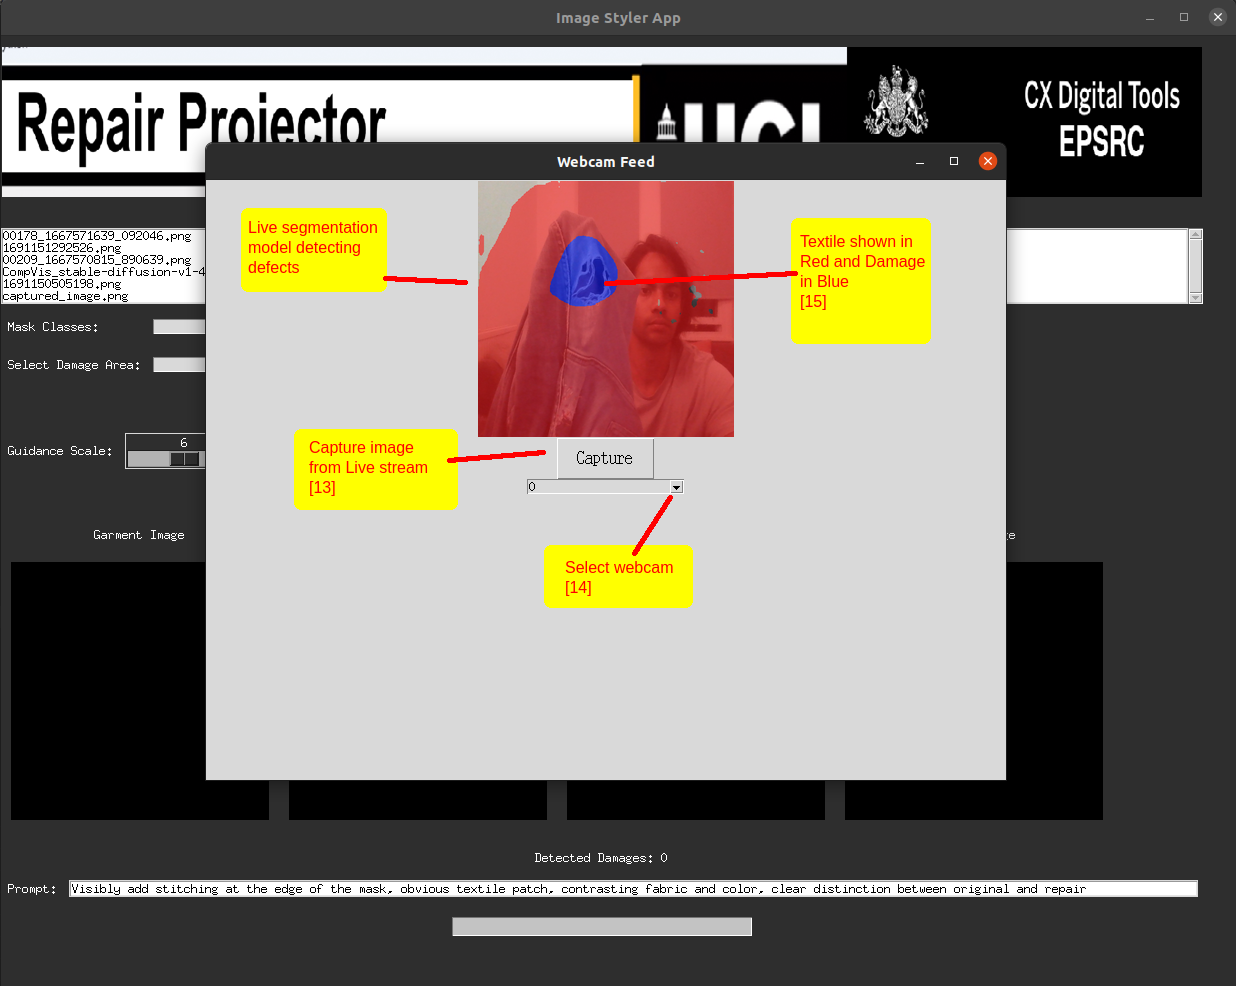 Image Styler App
Repair Projector
UCL
CX Digital Tools
EPSRC
Webcam Feed
00178_1667571639_092046.png
1691151292526.png
00209_1667570815_890639.png
CompVis_stable-diffusion-v1-4
1691150505198.png
captured_image.png
Live segmentation
model detecting
defects
Textile shown in
Red and Damage
in Blue
[15]
Mask Classes:
Select Damage Area:
Guidance Scale:
6
Capture image
from Live stream
[13]
Capture
0
Select webcam
[14]
Garment Image
Detected Damages: 0
Prompt:
Visibly add stitching at the edge of the mask, obvious textile patch, contrasting fabric and color, clear distinction between original and repair